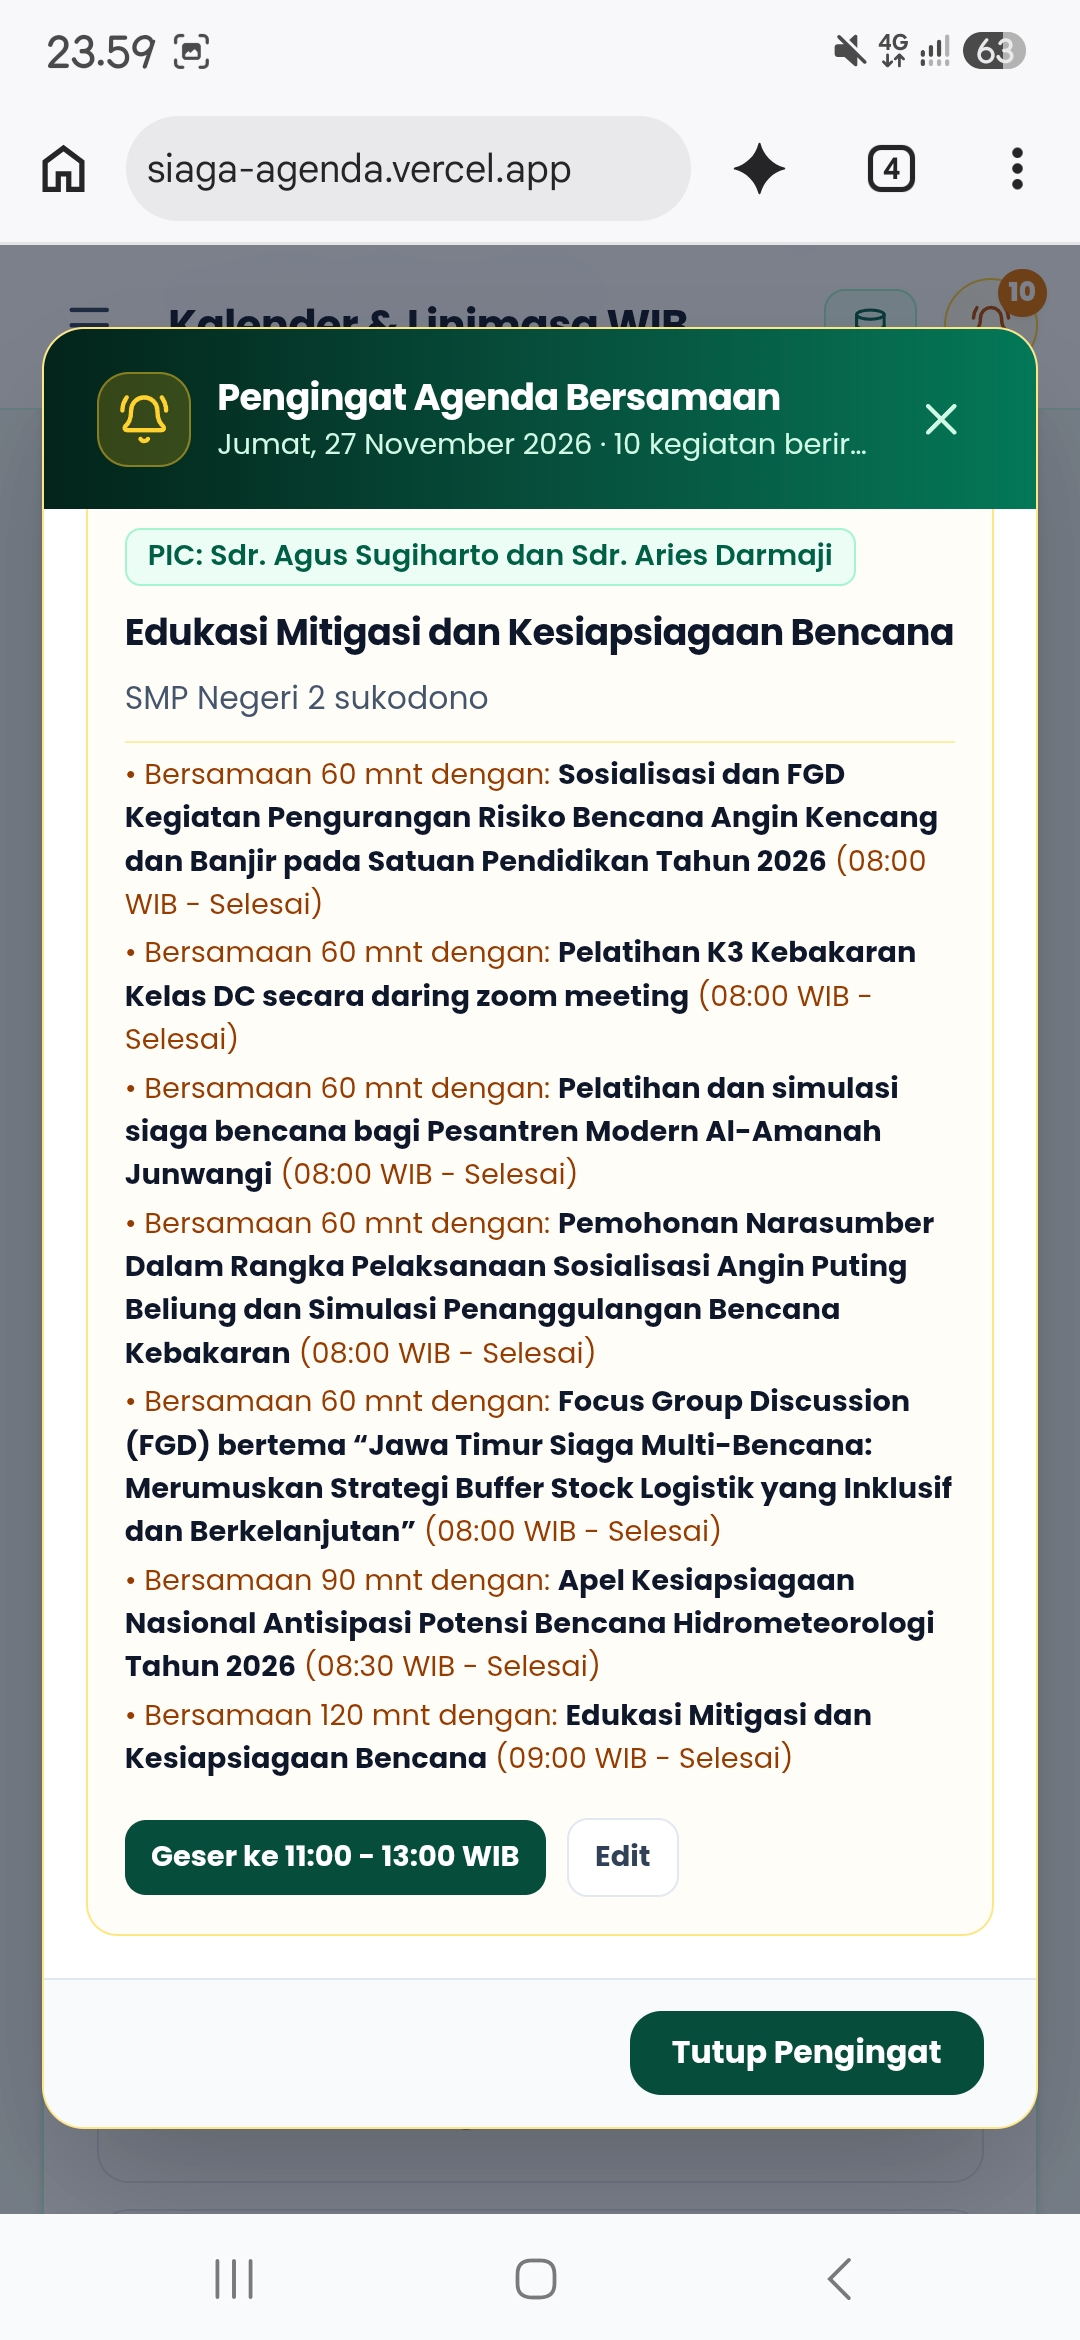 23.59
4G
63
siaga-agenda.vercel.app
4
Kalender & Linimasa WIB
10
Pengingat Agenda Bersamaan
Jumat, 27 November 2026 · 10 kegiatan berir...
PIC: Sdr. Agus Sugiharto dan Sdr. Aries Darmaji
Edukasi Mitigasi dan Kesiapsiagaan Bencana
SMP Negeri 2 sukodono
• Bersamaan 60 mnt dengan: Sosialisasi dan FGD
Kegiatan Pengurangan Risiko Bencana Angin Kencang
dan Banjir pada Satuan Pendidikan Tahun 2026 (08:00
WIB - Selesai)
• Bersamaan 60 mnt dengan: Pelatihan K3 Kebakaran
Kelas DC secara daring zoom meeting (08:00 WIB -
Selesai)
• Bersamaan 60 mnt dengan: Pelatihan dan simulasi
siaga bencana bagi Pesantren Modern Al-Amanah
Junwangi (08:00 WIB - Selesai)
• Bersamaan 60 mnt dengan: Pemohonan Narasumber
Dalam Rangka Pelaksanaan Sosialisasi Angin Puting
Beliung dan Simulasi Penanggulangan Bencana
Kebakaran (08:00 WIB - Selesai)
• Bersamaan 60 mnt dengan: Focus Group Discussion
(FGD) bertema “Jawa Timur Siaga Multi-Bencana:
Merumuskan Strategi Buffer Stock Logistik yang Inklusif
dan Berkelanjutan” (08:00 WIB - Selesai)
• Bersamaan 90 mnt dengan: Apel Kesiapsiagaan
Nasional Antisipasi Potensi Bencana Hidrometeorologi
Tahun 2026 (08:30 WIB - Selesai)
• Bersamaan 120 mnt dengan: Edukasi Mitigasi dan
Kesiapsiagaan Bencana (09:00 WIB - Selesai)
Geser ke 11:00 - 13:00 WIB
Edit
Tutup Pengingat